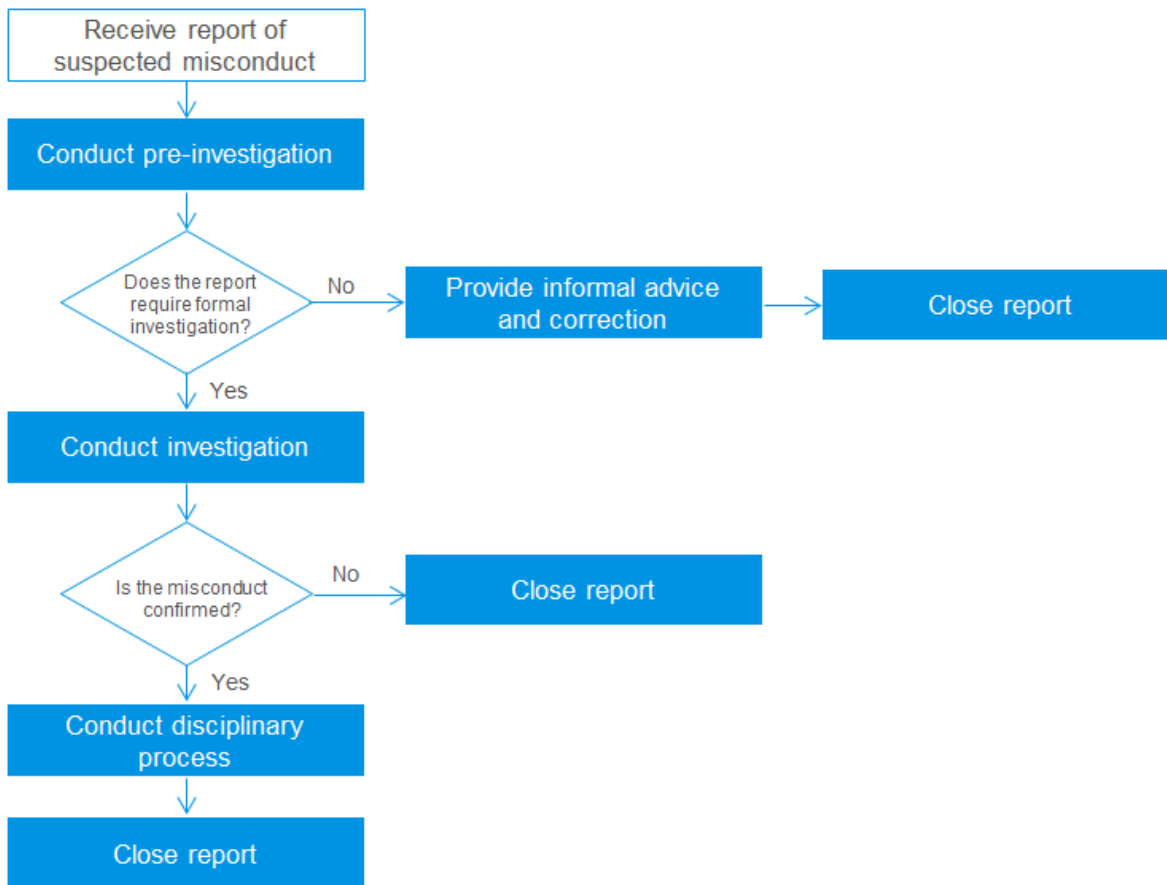 Receive report of
suspected misconduct
Conduct pre-investigation
Does the report
require formal
investigation?
No
Provide informal advice
and correction
Close report
Yes
Conduct investigation
Is the misconduct
confirmed?
No
Close report
Yes
Conduct disciplinary
process
Close report